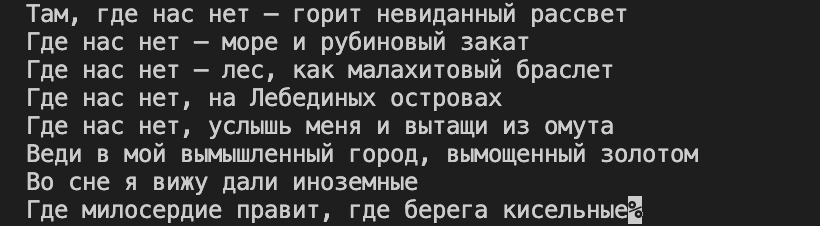 Там, где нас нет — горит невиданный рассвет
Где нас нет — море и рубиновый закат
Где нас нет — лес, как малахитовый браслет
Где нас нет, на Лебединых островах
Где нас нет, услышь меня и вытащи из омута
Веди в мой вымышленный город, вымощенный золотом
Во сне я вижу дали иноземные
Где милосердие правит, где берега кисельные%